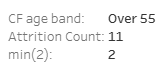 CF age band: Over 55
Attrition Count: 11
min(2): 2